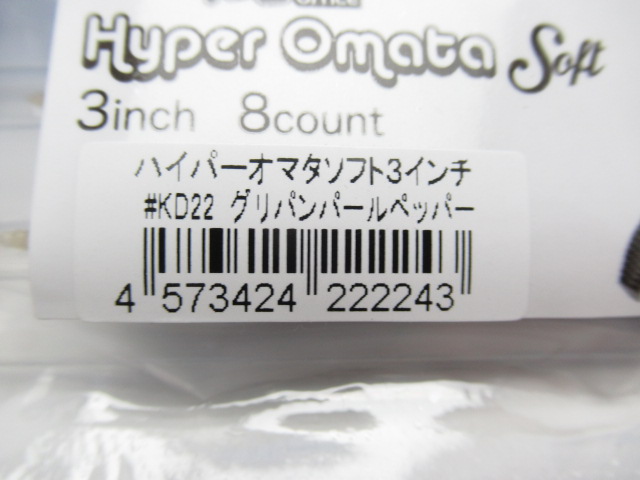 OFFICE
Hyper Omata Soft
3inch 8count
ハイパーオマタソフト3インチ
#KD22 グリパンパールペッパー
4 573424 222243